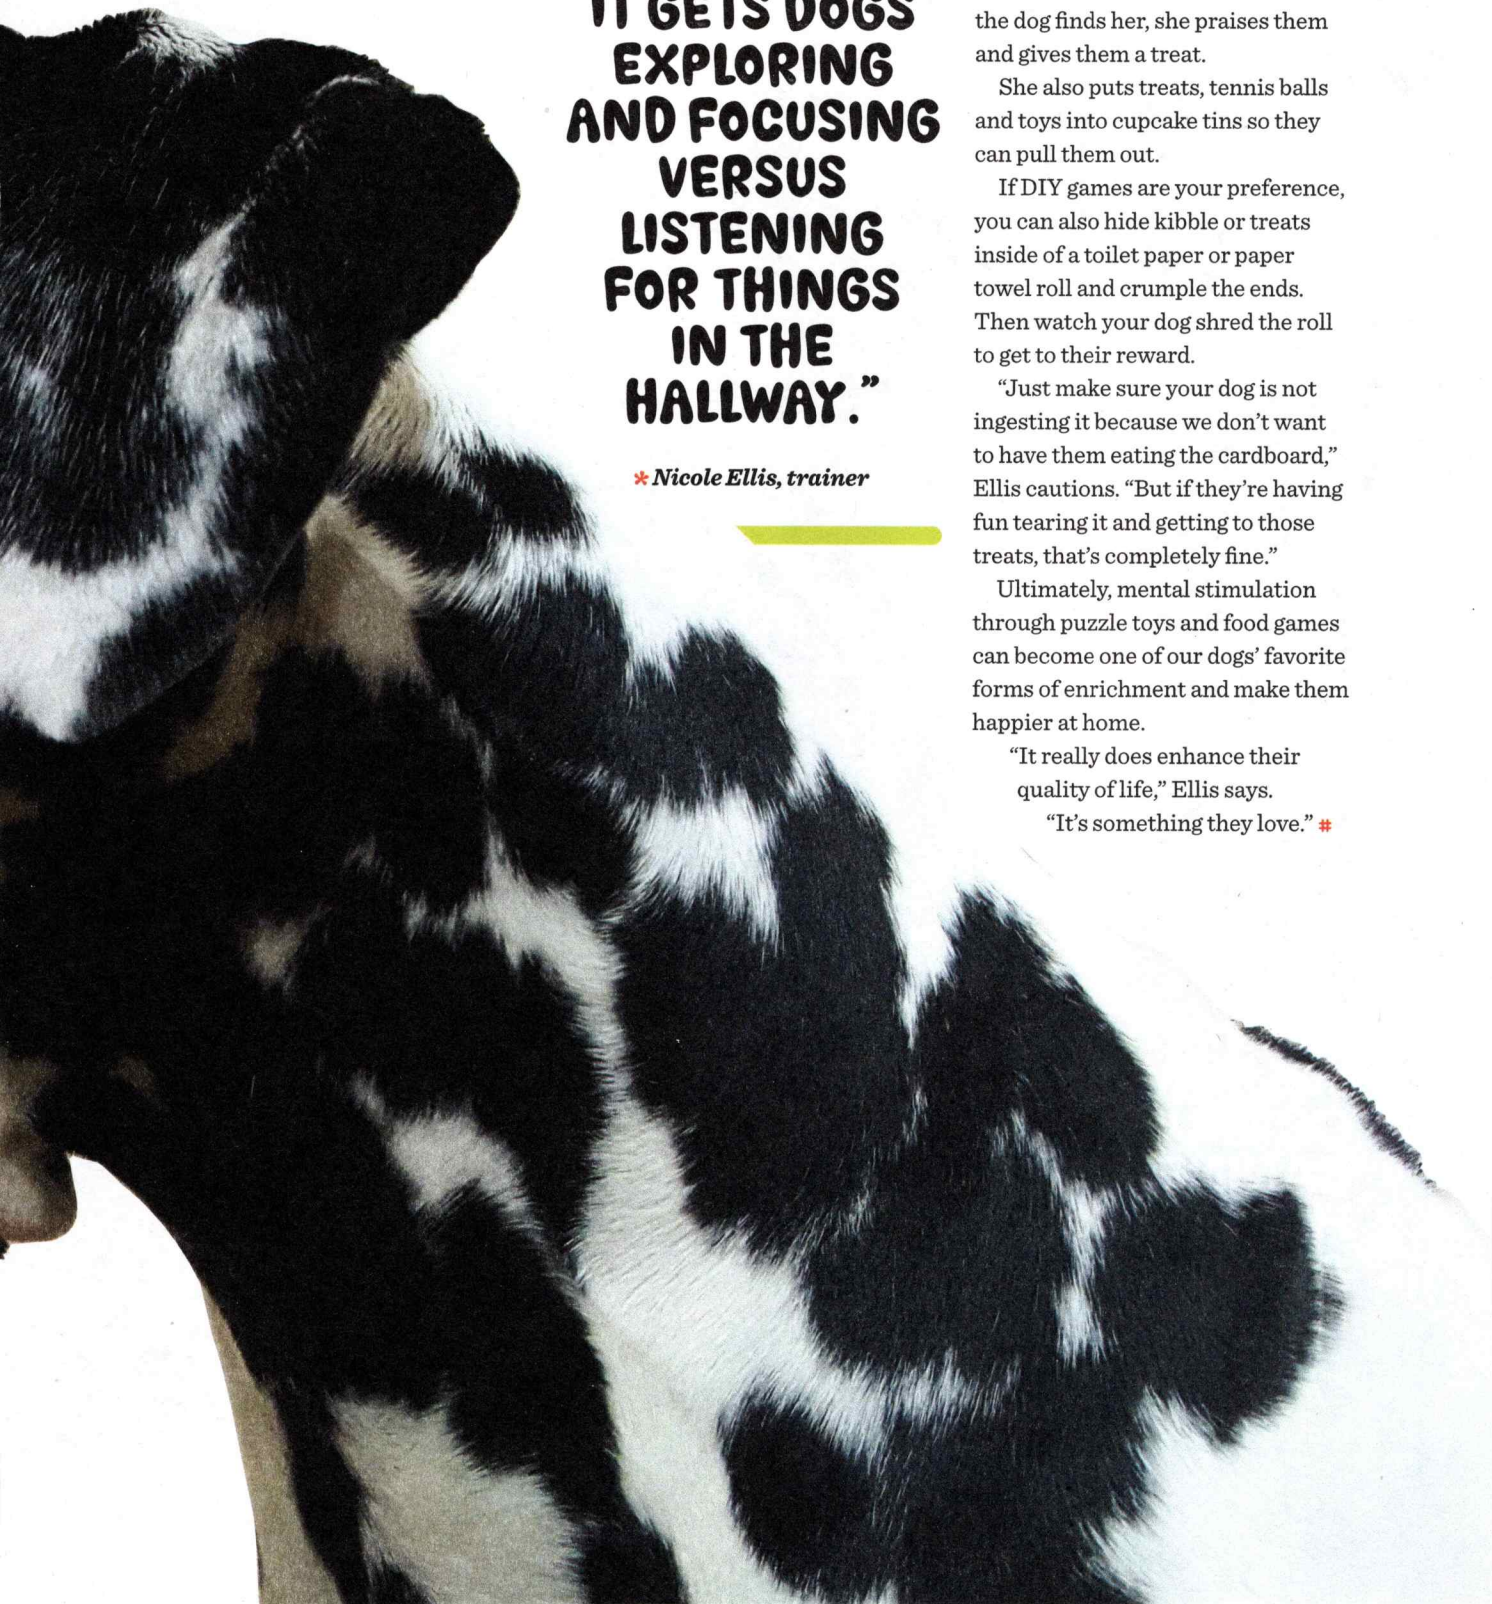 IT GETS DOGS
EXPLORING
AND FOCUSING
VERSUS
LISTENING
FOR THINGS
IN THE
HALLWAY.”
* Nicole Ellis, trainer
the dog finds her, she praises them
and gives them a treat.
She also puts treats, tennis balls
and toys into cupcake tins so they
can pull them out.
If DIY games are your preference,
you can also hide kibble or treats
inside of a toilet paper or paper
towel roll and crumple the ends.
Then watch your dog shred the roll
to get to their reward.
“Just make sure your dog is not
ingesting it because we don’t want
to have them eating the cardboard,”
Ellis cautions. “But if they’re having
fun tearing it and getting to those
treats, that’s completely fine.”
Ultimately, mental stimulation
through puzzle toys and food games
can become one of our dogs’ favorite
forms of enrichment and make them
happier at home.
“It really does enhance their
quality of life,” Ellis says.
“It’s something they love.” #